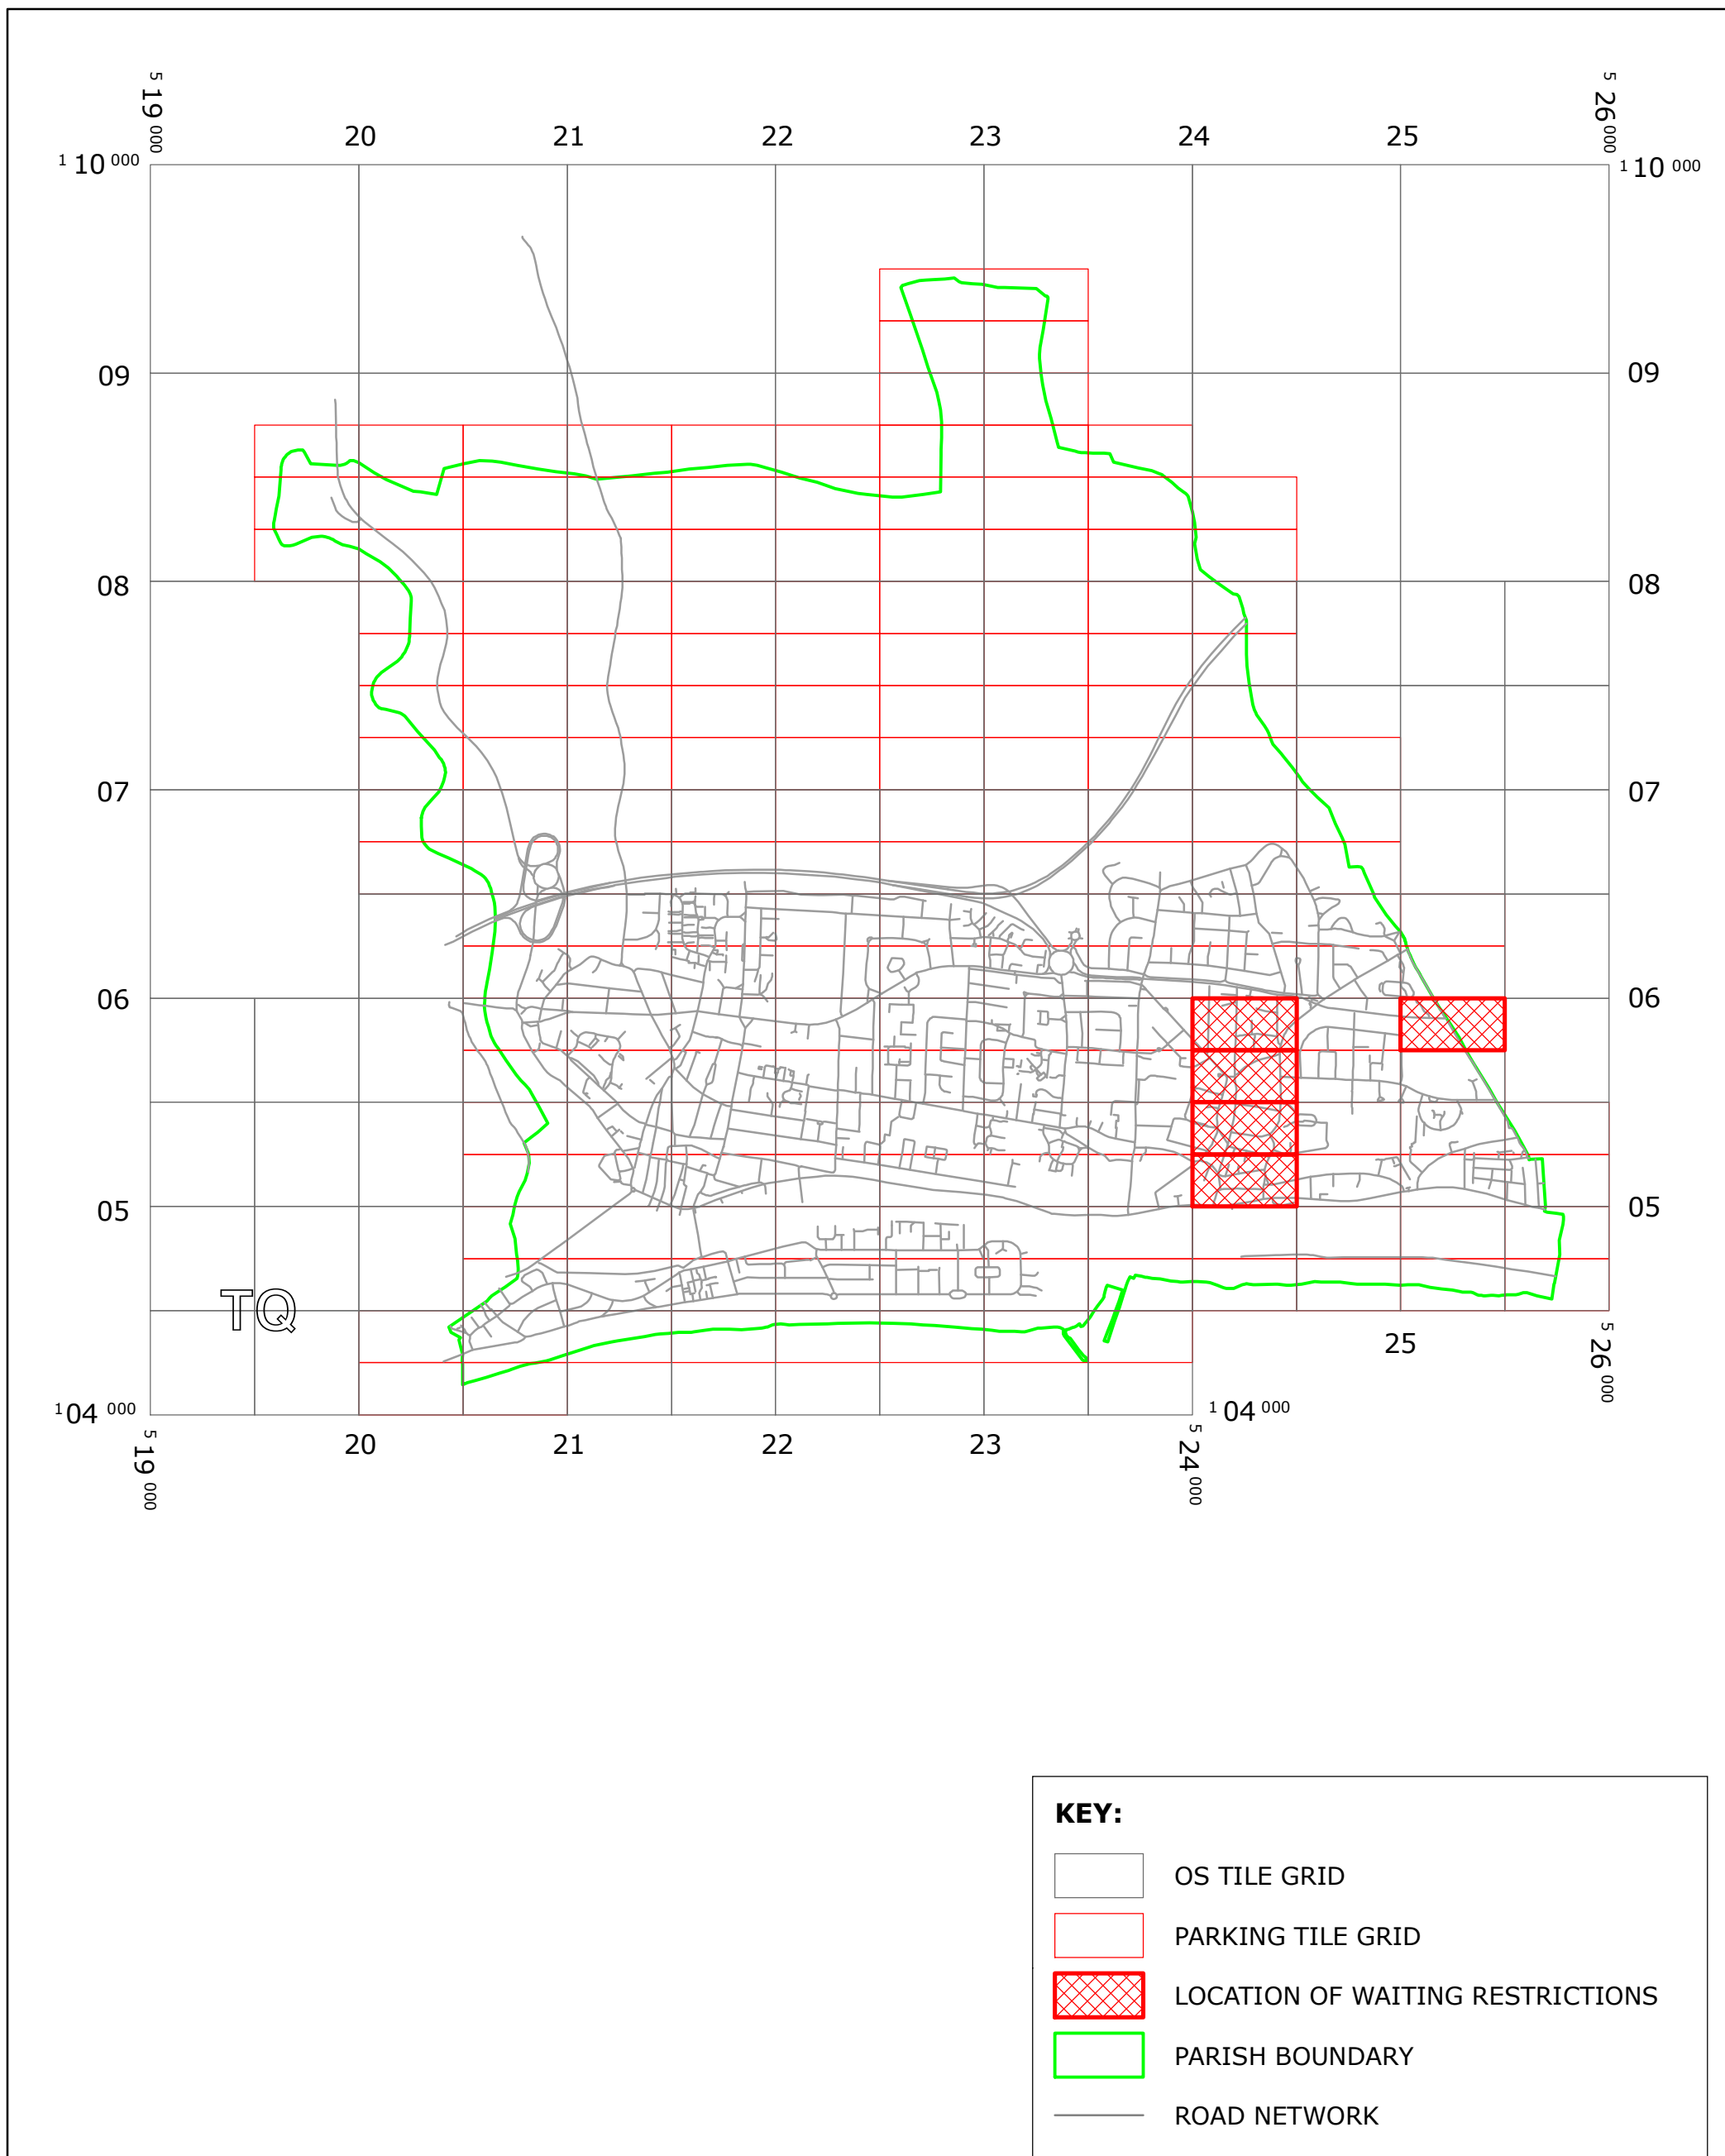 5 19 000
5 26 000
20 21 22 23 24 25
1 10 000
1 10 000
09
09
08
08
07
07
06
06
05
05
TQ
25
5 26 000
1 04 000
1 04 000
20 21 22 23
5 19 000
5 24 000
KEY:
OS TILE GRID
PARKING TILE GRID
LOCATION OF WAITING RESTRICTIONS
PARISH BOUNDARY
ROAD NETWORK